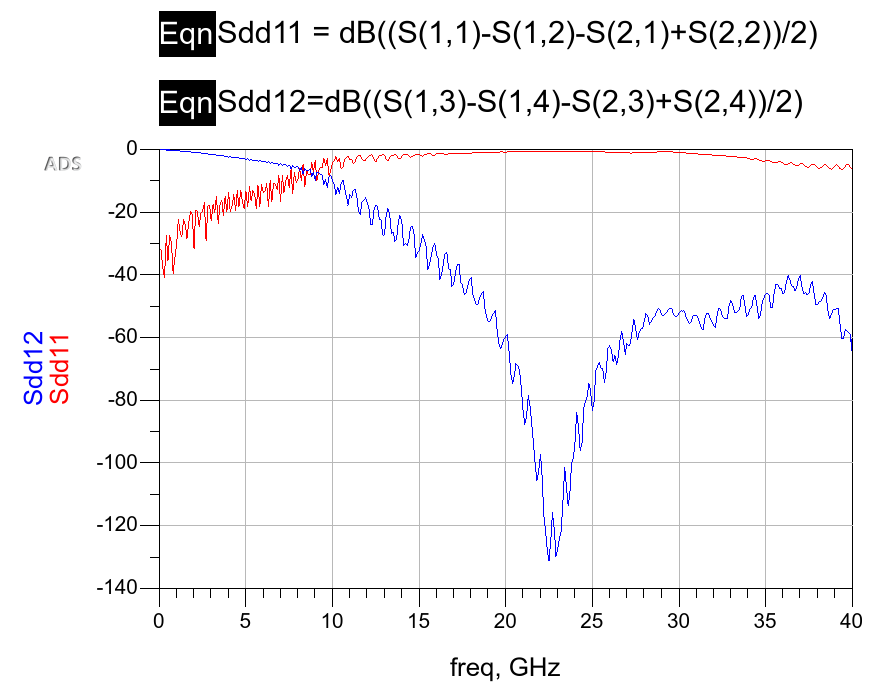 Eqn Sdd11 = dB((S(1,1)-S(1,2)-S(2,1)+S(2,2))/2)
Eqn Sdd12=dB((S(1,3)-S(1,4)-S(2,3)+S(2,4))/2)
ADS
0
-20
-40
-60
-80
-100
-120
-140
Sdd12
Sdd11
0 5 10 15 20 25 30 35 40
freq, GHz